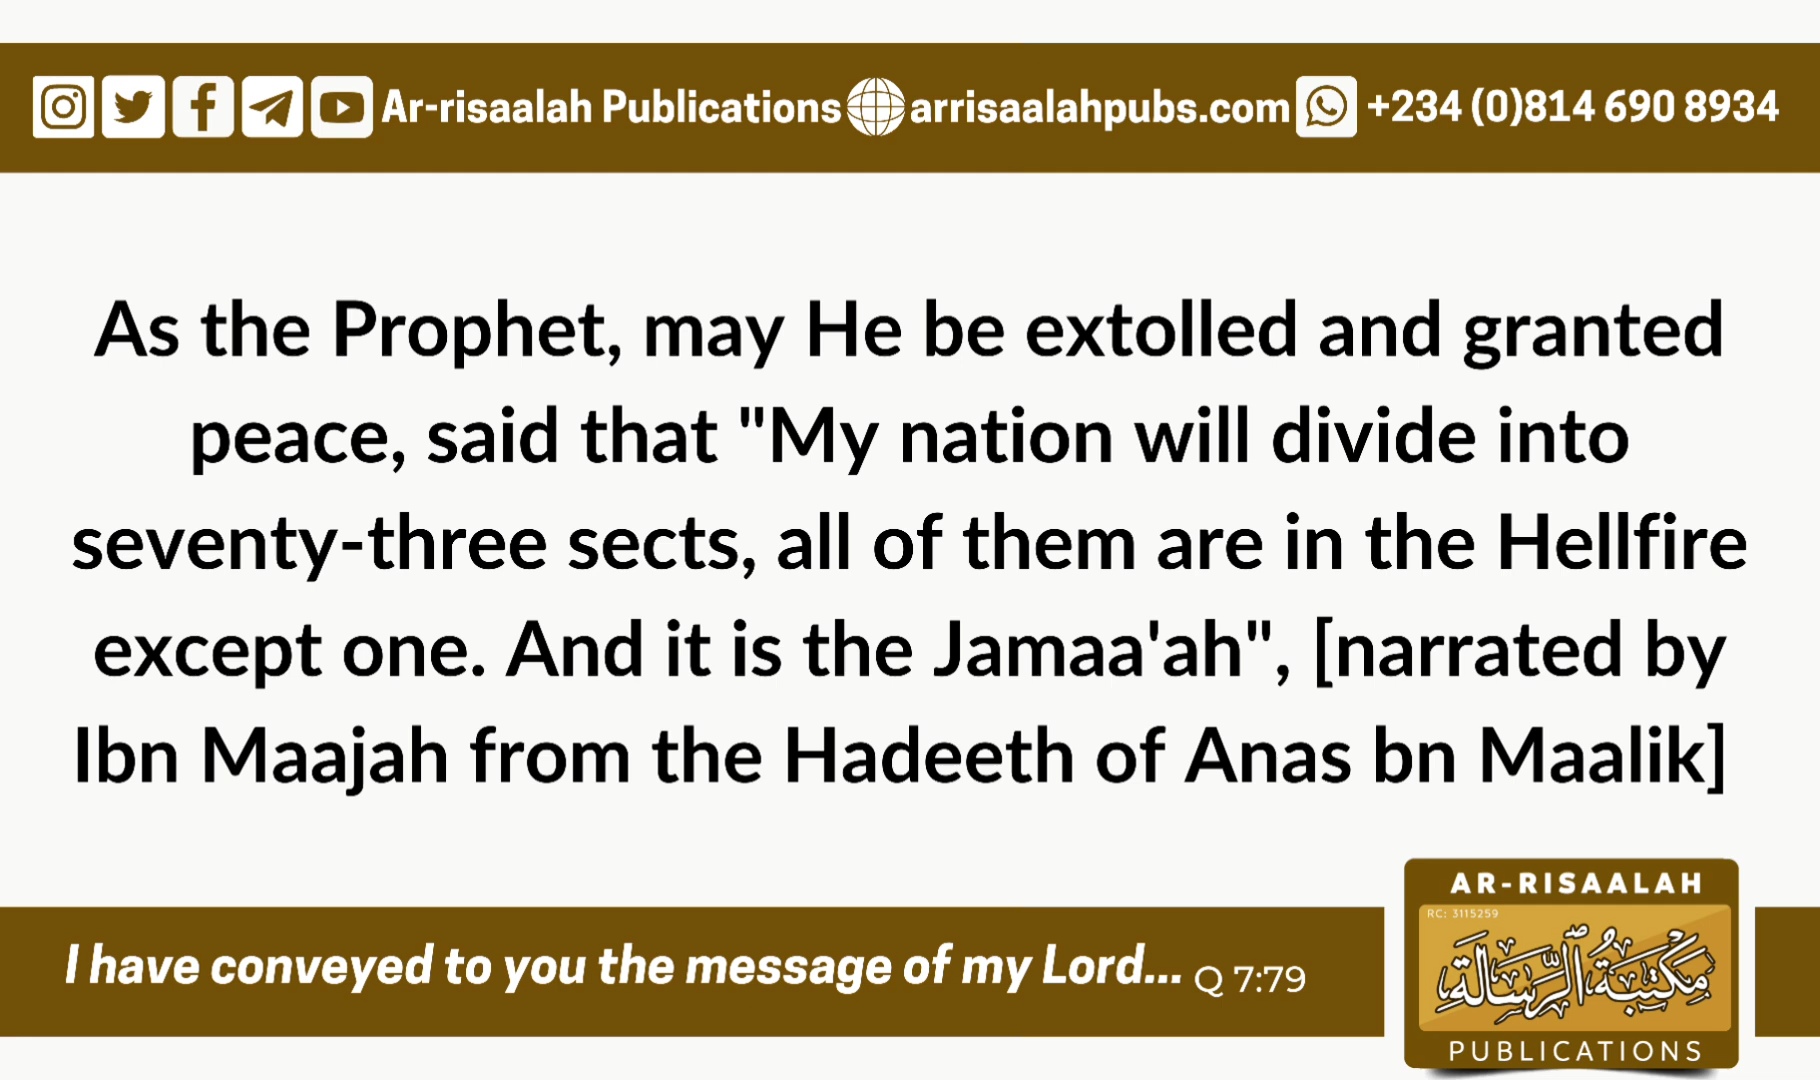 Ar-risaalah Publications arrisaalahpubs.com +234 (0)814 690 8934
As the Prophet, may He be extolled and granted
peace, said that "My nation will divide into
seventy-three sects, all of them are in the Hellfire
except one. And it is the Jamaa'ah", [narrated by
Ibn Maajah from the Hadeeth of Anas bn Maalik]
I have conveyed to you the message of my Lord... Q 7:79
AR-RISAALAH
RC: 3115259
مكتبة الرسالة
PUBLICATIONS